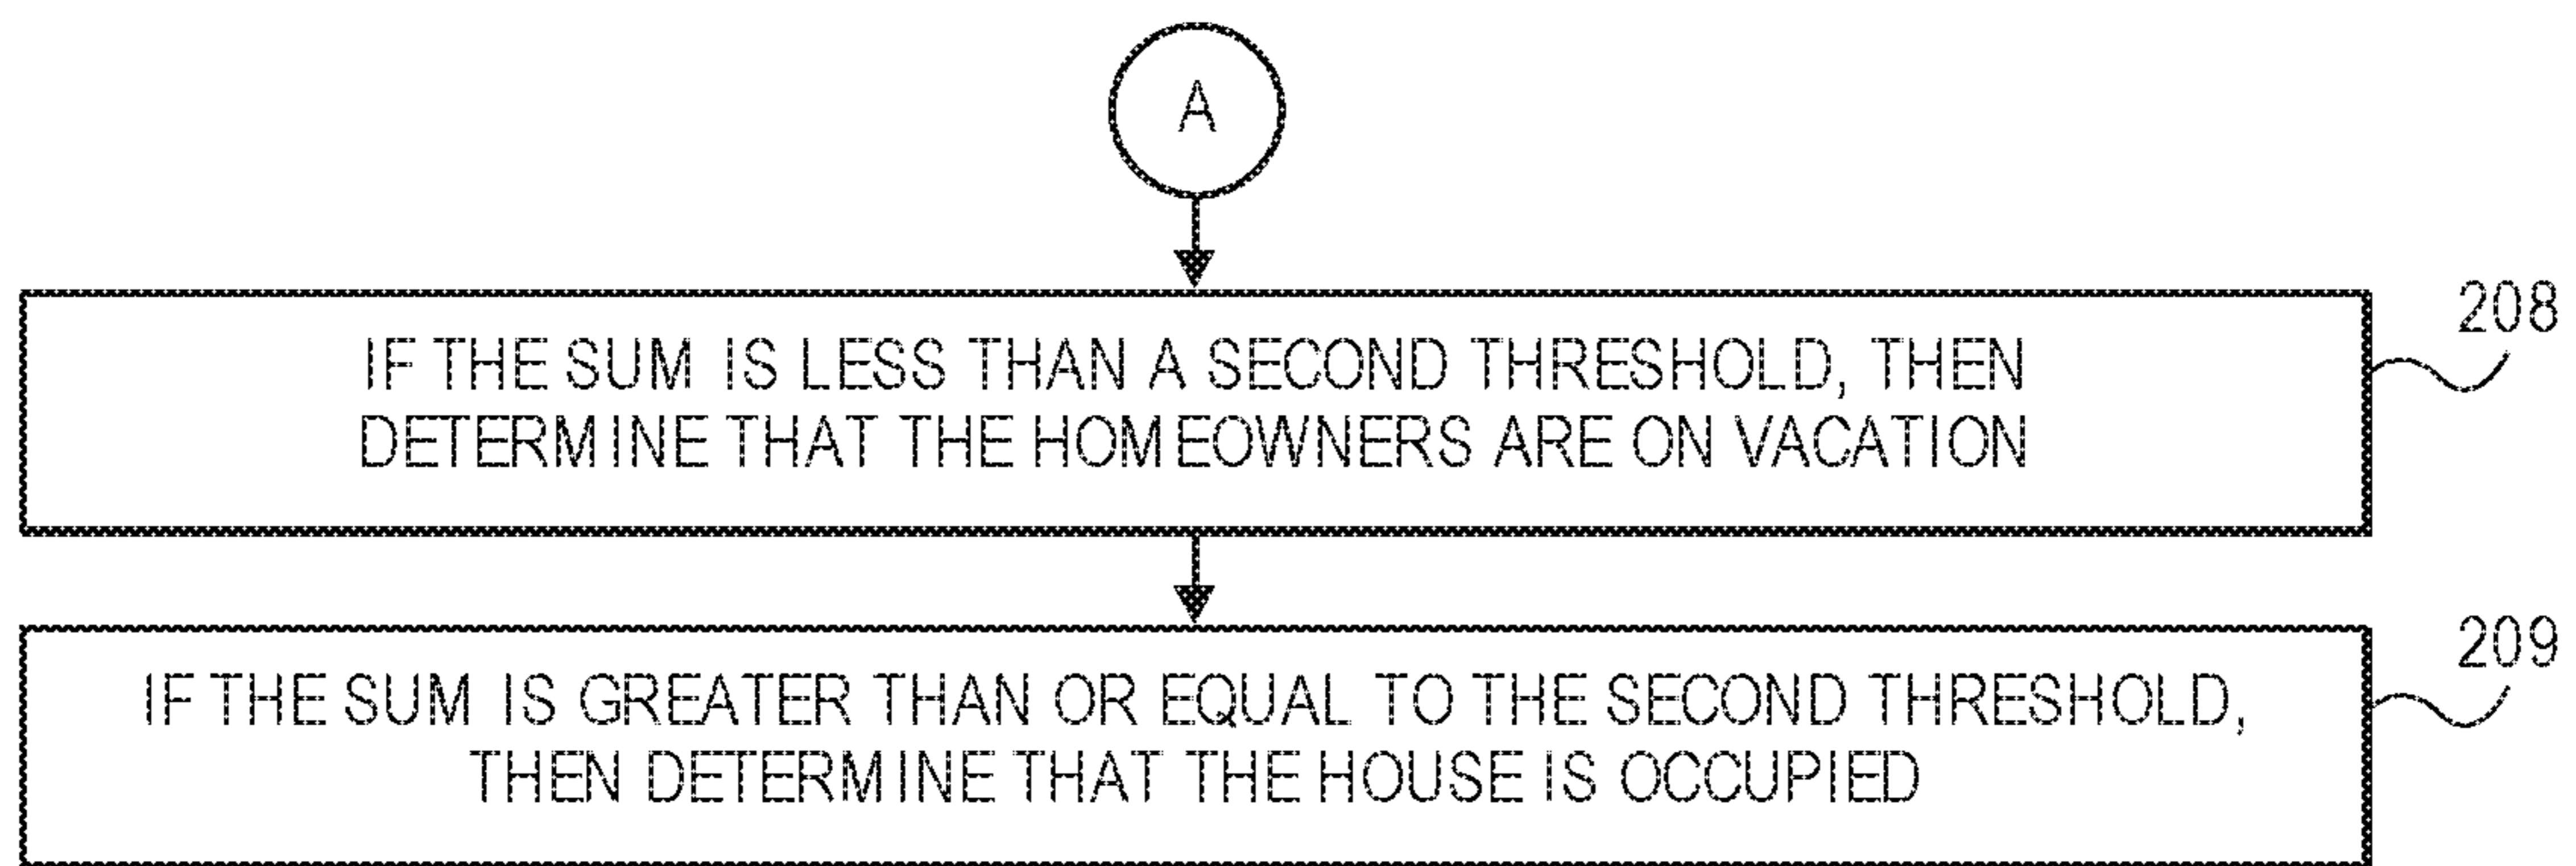 A
208
IF THE SUM IS LESS THAN A SECOND THRESHOLD, THEN
DETERMINE THAT THE HOMEOWNERS ARE ON VACATION
209
IF THE SUM IS GREATER THAN OR EQUAL TO THE SECOND THRESHOLD,
THEN DETERMINE THAT THE HOUSE IS OCCUPIED